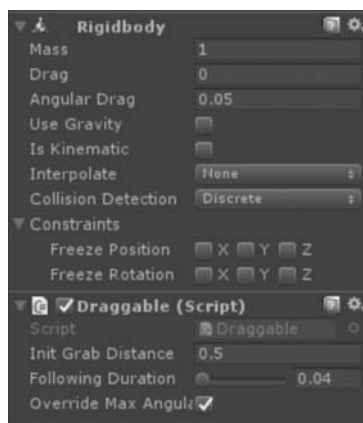 Rigidbody
Mass 1
Drag 0
Angular Drag 0.05
Use Gravity
Is Kinematic
Interpolate None
Collision Detection Discrete
Constraints
Freeze Position X Y Z
Freeze Rotation X Y Z
Draggable (Script)
Script Draggable
Init Grab Distance 0.5
Following Duration 0.04
Override Max Angula